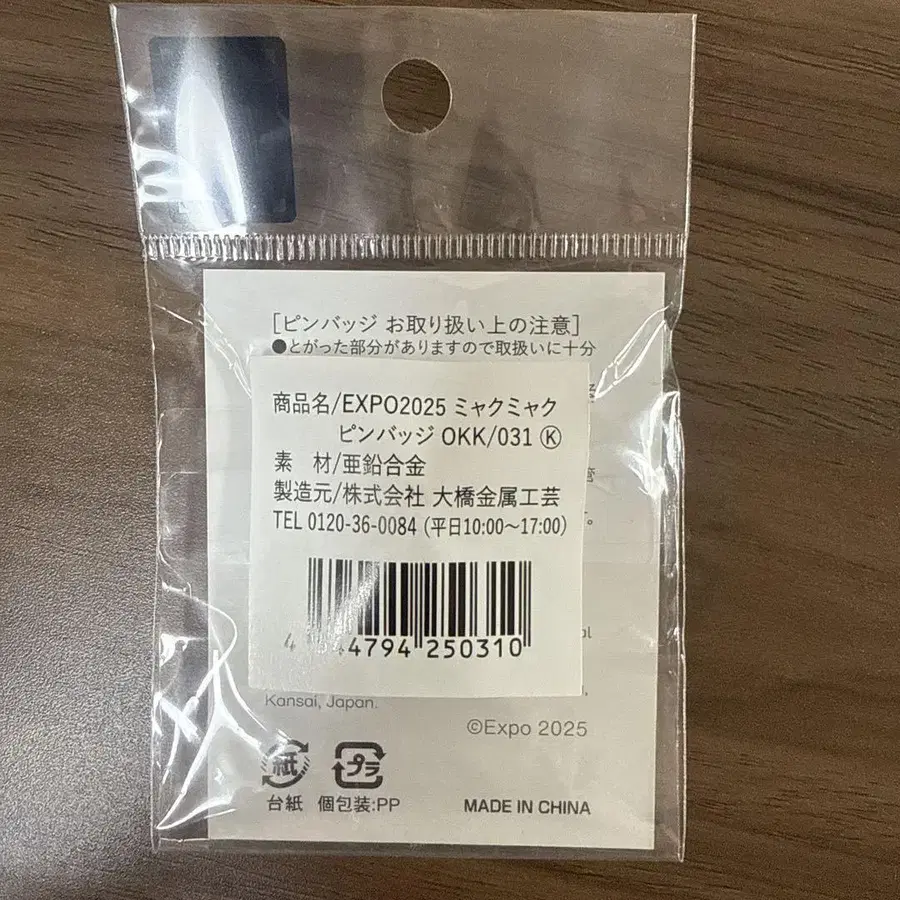 [ピンバッジ お取り扱い上の注意]
●とがった部分がありますので取扱いに十分
管
す。
商品名/EXPO2025 ミャクミャク
ピンバッジ OKK/031 Ⓚ
素 材/亜鉛合金
製造元/株式会社 大橋金属工芸
TEL 0120-36-0084 (平日10:00~17:00)
4794 250310
al
Kansai, Japan.
©Expo 2025
紙 プラ
台紙 個包装:PP
MADE IN CHINA